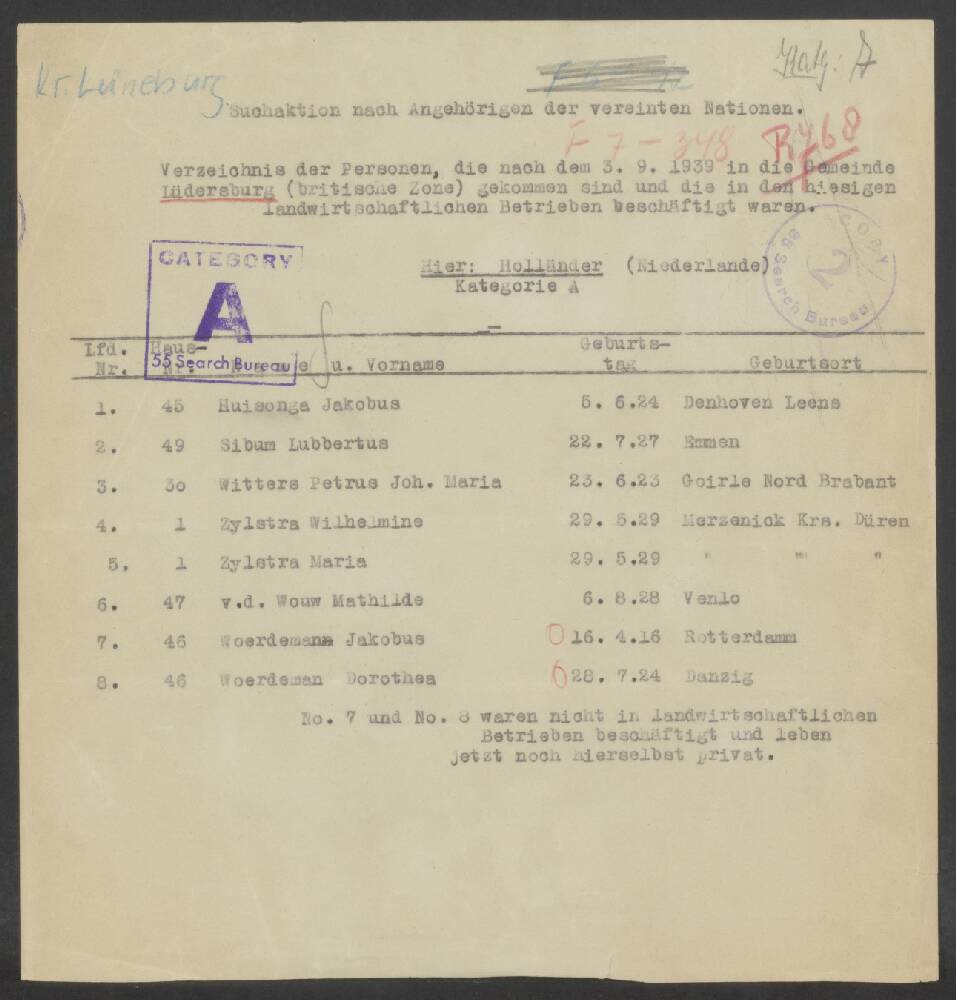 Kr. Lüneburg
Katg: A
Suchaktion nach Angehörigen der vereinten Nationen.
F 7 - 348
R768
Verzeichnis der Personen, die nach dem 3. 9. 1939 in die Gemeinde
Lüdersburg (britische Zone) gekommen sind und die in den hiesigen
landwirtschaftlichen Betrieben beschäftigt waren.
COPY
2
Search Bureau
CATEGORY
A
55 Search Bureau
Hier: Holländer (Niederlande)
Kategorie A
Lfd. Haus- Geburts-
Nr. Nr. u. Vorname tag Geburtsort
1. 45 Huisonga Jakobus 5. 6.24 Denhoven Leens
2. 49 Sibum Lubbertus 22. 7.27 Emmen
3. 30 Witters Petrus Joh. Maria 23. 6.23 Goirle Nord Brabant
4. 1 Zylstra Wilhelmine 29. 5.29 Merzenick Krs. Düren
5. 1 Zylstra Maria 29. 5.29 " " "
6. 47 v.d. Wouw Mathilde 6. 8.28 Venlo
7. 46 Woerdemann Jakobus 16. 4.16 Rotterdamm
8. 46 Woerdeman Dorothea 28. 7.24 Danzig
No. 7 und No. 8 waren nicht in landwirtschaftlichen
Betrieben beschäftigt und leben
jetzt noch hierselbst privat.